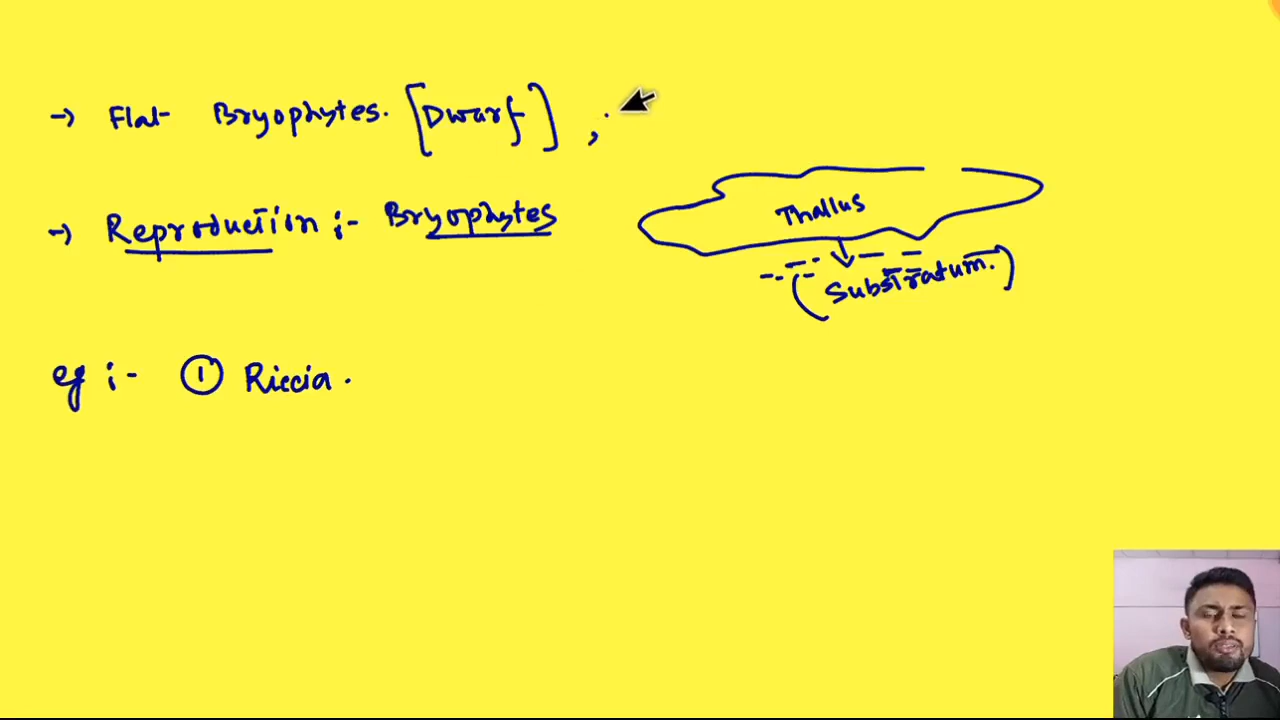 → Flat Bryophytes. [Dwarf] ,
→ Reproduction :- Bryophytes
Thallus
(Substratum.)
eg :- ① Riccia.